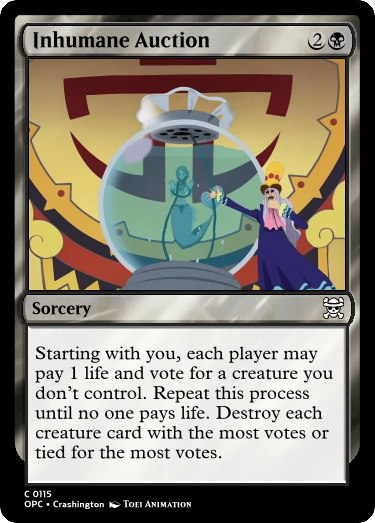 Inhumane Auction 2
Sorcery
Starting with you, each player may
pay 1 life and vote for a creature you
don't control. Repeat this process
until no one pays life. Destroy each
creature card with the most votes or
tied for the most votes.
C 0115
OPC • Crashington TOEI ANIMATION